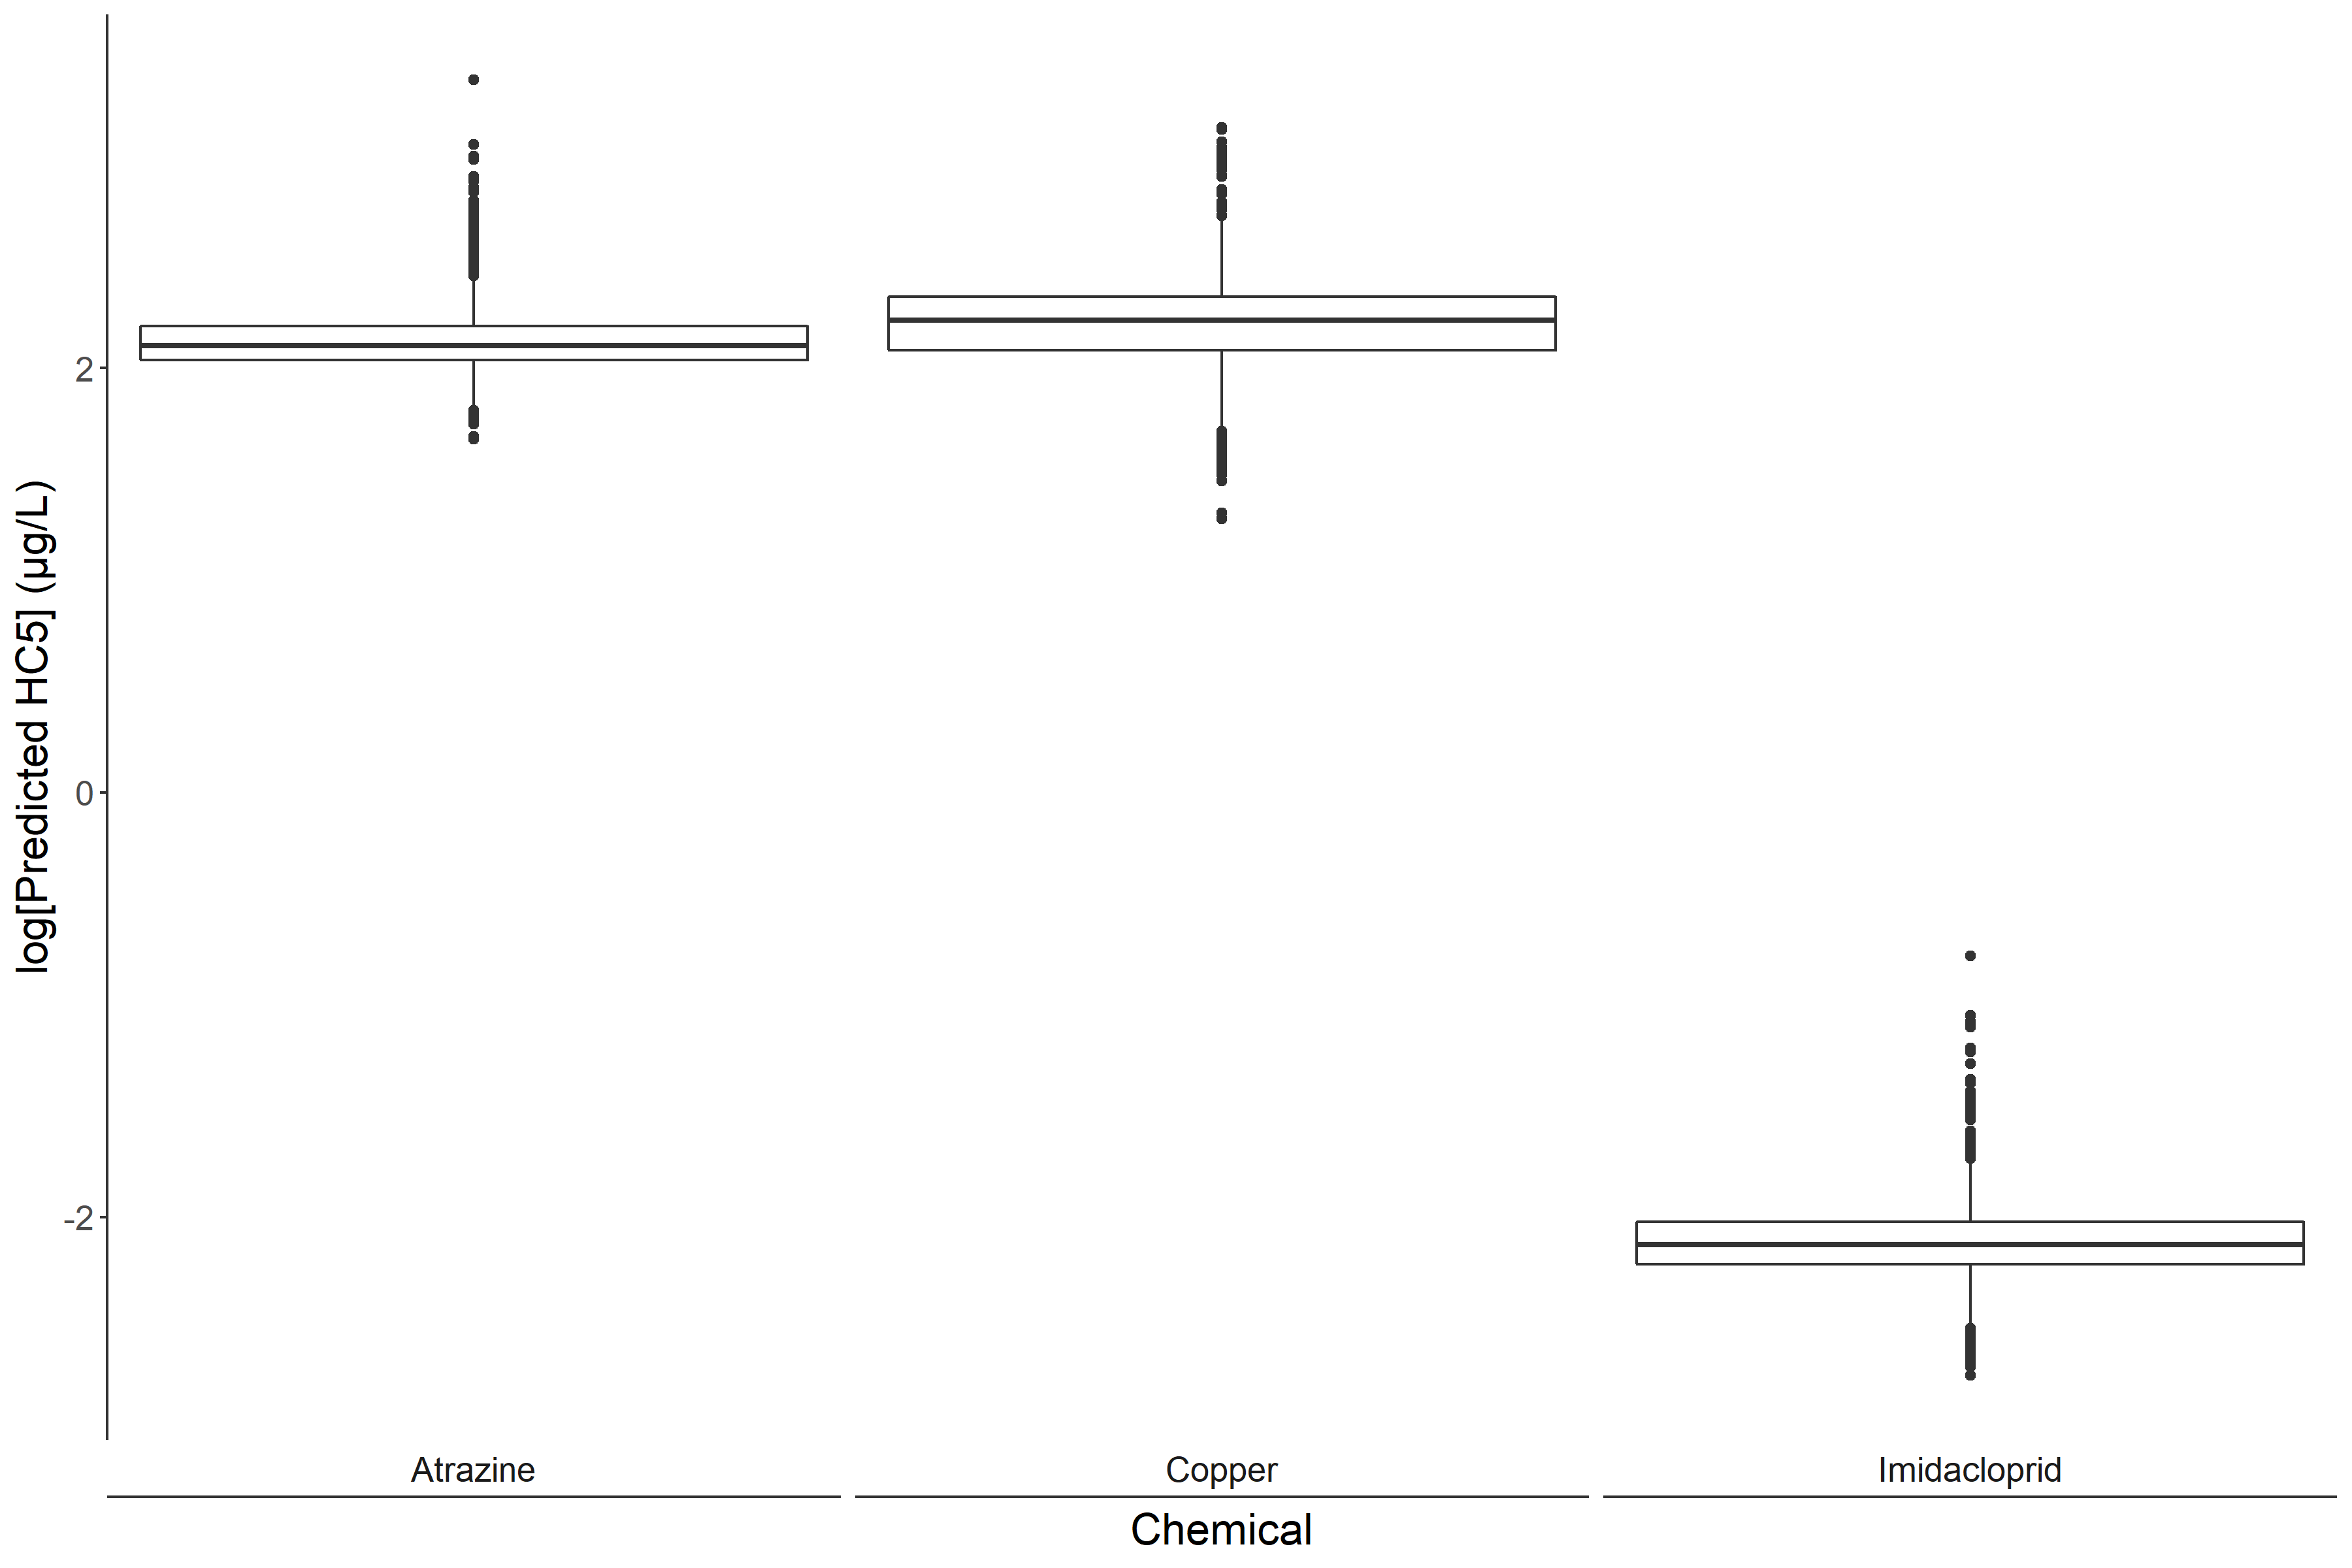 log[Predicted HC5] (µg/L)
2
0
-2
Atrazine
Copper
Imidacloprid
Chemical